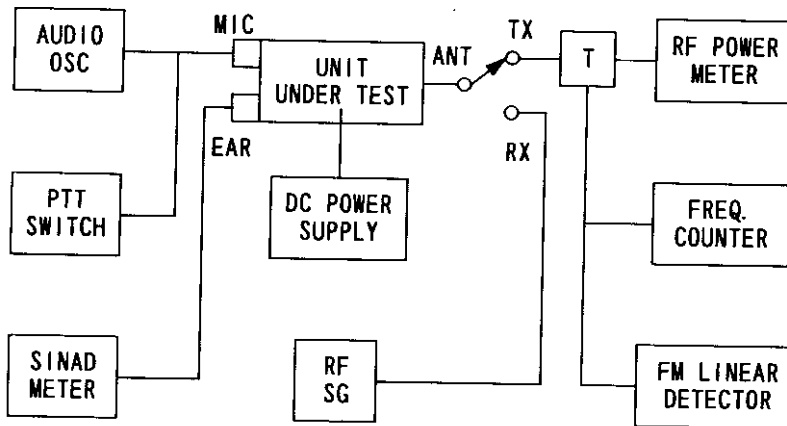 AUDIO
OSC
MIC
UNIT
UNDER TEST
ANT
TX
T
RF POWER
METER
EAR
RX
PTT
SWITCH
DC POWER
SUPPLY
FREQ.
COUNTER
SINAD
METER
RF
SG
FM LINEAR
DETECTOR